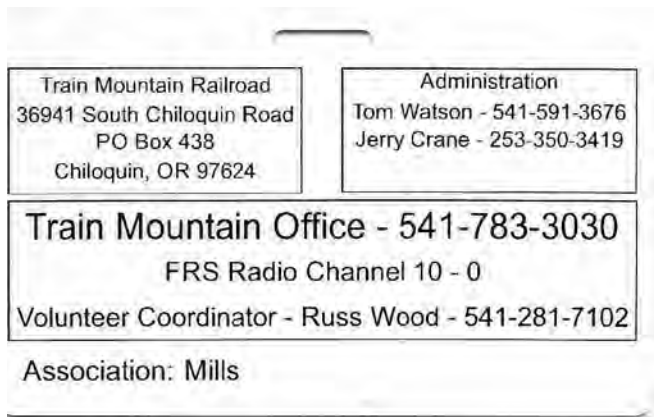 Train Mountain Railroad
36941 South Chiloquin Road
PO Box 438
Chiloquin, OR 97624
Administration
Tom Watson - 541-591-3676
Jerry Crane - 253-350-3419
Train Mountain Office - 541-783-3030
FRS Radio Channel 10 - 0
Volunteer Coordinator - Russ Wood - 541-281-7102
Association: Mills